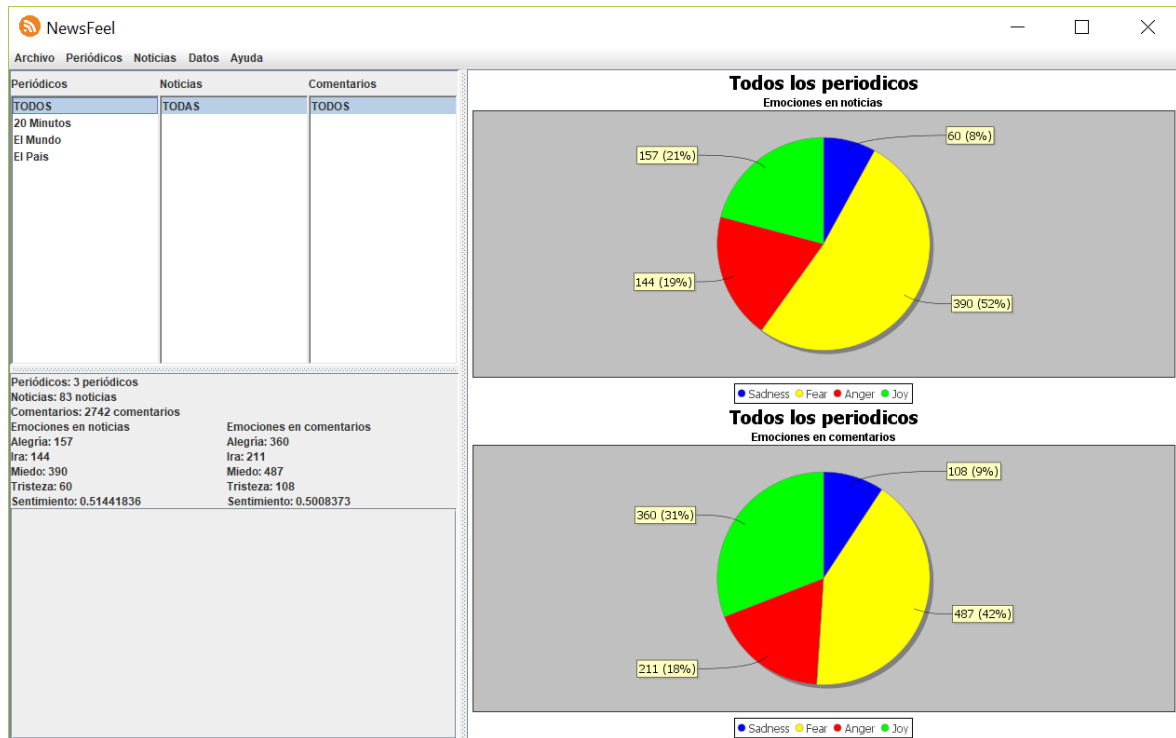 NewsFeel
Archivo Periódicos Noticias Datos Ayuda
Periódicos Noticias Comentarios
TODOS TODAS TODOS
20 Minutos
El Mundo
El Pais
Periódicos: 3 periódicos
Noticias: 83 noticias
Comentarios: 2742 comentarios
Emociones en noticias Emociones en comentarios
Alegría: 157 Alegría: 360
Ira: 144 Ira: 211
Miedo: 390 Miedo: 487
Tristeza: 60 Tristeza: 108
Sentimiento: 0.51441836 Sentimiento: 0.5008373
Todos los periodicos
Emociones en noticias
60 (8%)
157 (21%)
144 (19%)
390 (52%)
Sadness Fear Anger Joy
Todos los periodicos
Emociones en comentarios
108 (9%)
360 (31%)
487 (42%)
211 (18%)
Sadness Fear Anger Joy